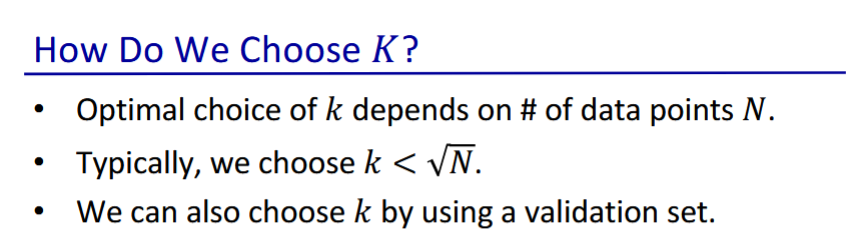 How Do We Choose K?
• Optimal choice of k depends on # of data points N.
• Typically, we choose k < √N.
• We can also choose k by using a validation set.